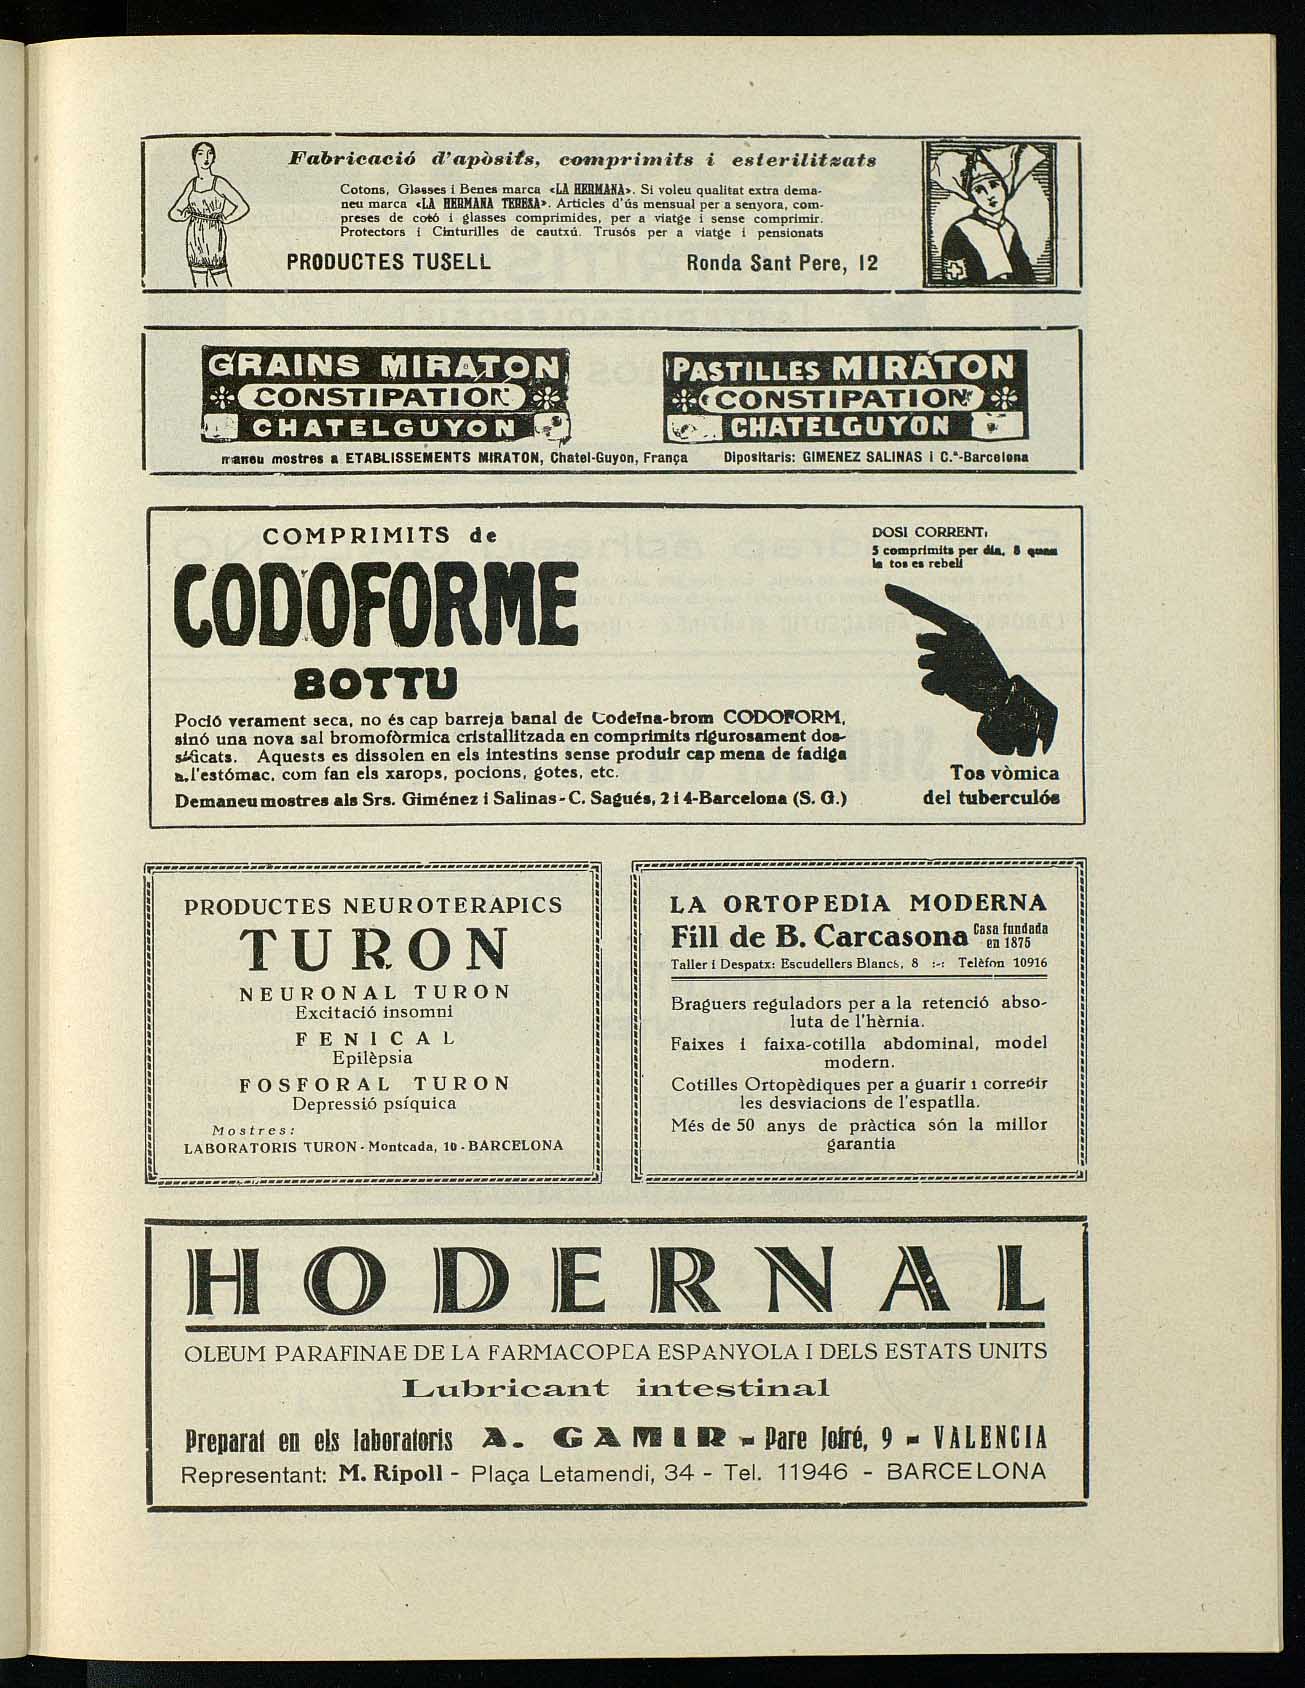 Fabricació d'apòsits, comprimits i esterilitzats
Cotons, Glasses i Benes marca «LA HERMANA». Si voleu qualitat extra dema-
neu marca «LA HERMANA TERESA». Articles d'ús mensual per a senyora, com-
preses de cotó i glasses comprimides, per a viatge i sense comprimir.
Protectors i Cinturilles de cautxú. Trusós per a viatge i pensionats
PRODUCTES TUSELL Ronda Sant Pere, 12
GRAINS MIRATON
CONSTIPATION
CHATELGUYON
PASTILLES MIRATON
CONSTIPATION
CHATELGUYON
maneu mostres a ETABLISSEMENTS MIRATON, Chatel-Guyon, França Dipositaris: GIMENEZ SALINAS i C.ª-Barcelona
COMPRIMITS de
CODOFORME
BOTTU
DOSI CORRENT:
5 comprimits per dia, 8 quan
la tos es rebell
Poció verament seca, no és cap barreja banal de Codeïna-brom CODOFORM,
sinó una nova sal bromofòrmica cristallitzada en comprimits rigurosament dos-
sificats. Aquests es dissolen en els intestins sense produir cap mena de fadiga
a l'estómac, com fan els xarops, pocions, gotes, etc.
Demaneu mostres als Srs. Giménez i Salinas - C. Sagués, 2 i 4-Barcelona (S. G.)
Tos vòmica
del tuberculós
PRODUCTES NEUROTERAPICS
TURON
NEURONAL TURON
Excitació insomni
FENICAL
Epilèpsia
FOSFORAL TURON
Depressió psíquica
Mostres:
LABORATORIS TURON - Montcada, 10 - BARCELONA
LA ORTOPEDIA MODERNA
Fill de B. Carcasona Casa fundada
en 1875
Taller i Despatx: Escudellers Blancs, 8 :-: Telèfon 10916
Braguers reguladors per a la retenció abso-
luta de l'hèrnia.
Faixes i faixa-cotilla abdominal, model
modern.
Cotilles Ortopèdiques per a guarir i corregir
les desviacions de l'espatlla.
Més de 50 anys de pràctica són la millor
garantia
HODERNAL
OLEUM PARAFINAE DE LA FARMACOPEA ESPANYOLA I DELS ESTATS UNITS
Lubricant intestinal
Preparat en els laboratoris A. GAMIR - Pare Jofré, 9 - VALENCIA
Representant: M. Ripoll - Plaça Letamendi, 34 - Tel. 11946 - BARCELONA